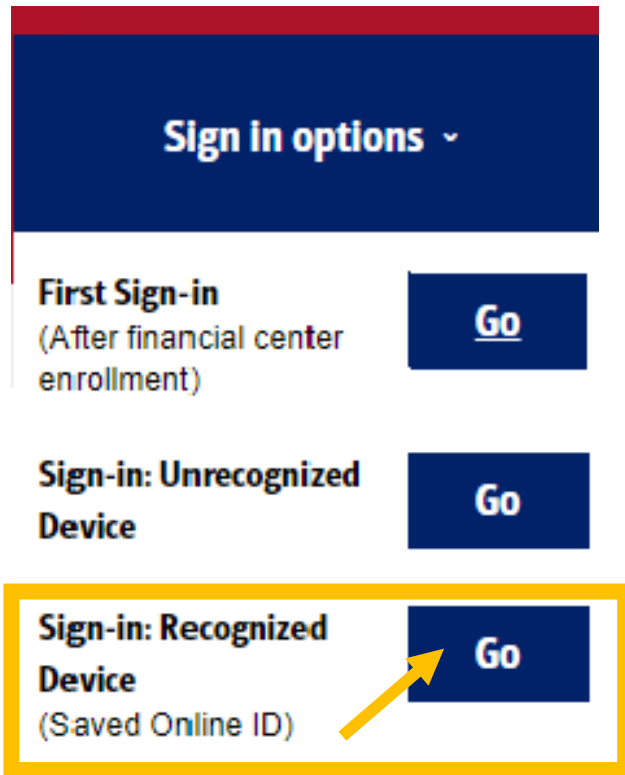 Sign in options
First Sign-in
(After financial center
enrollment)
Go
Sign-in: Unrecognized
Device
Go
Sign-in: Recognized
Device
(Saved Online ID)
Go